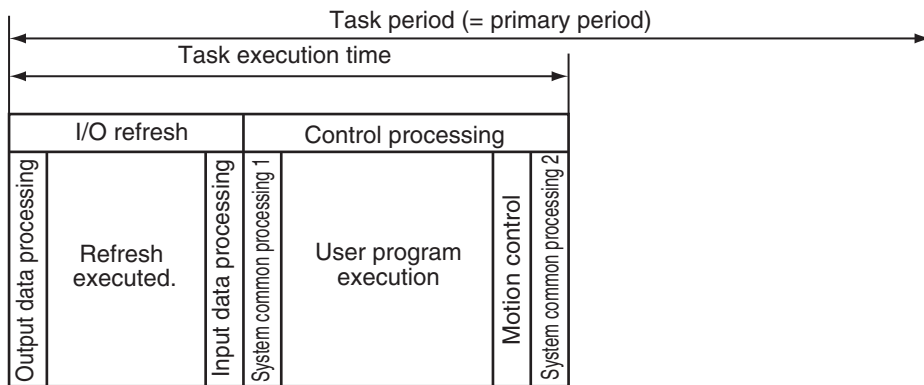 Task period (= primary period)
Task execution time
I/O refresh
Control processing
Output data processing
Refresh
executed.
Input data processing
System common processing 1
User program
execution
Motion control
System common processing 2